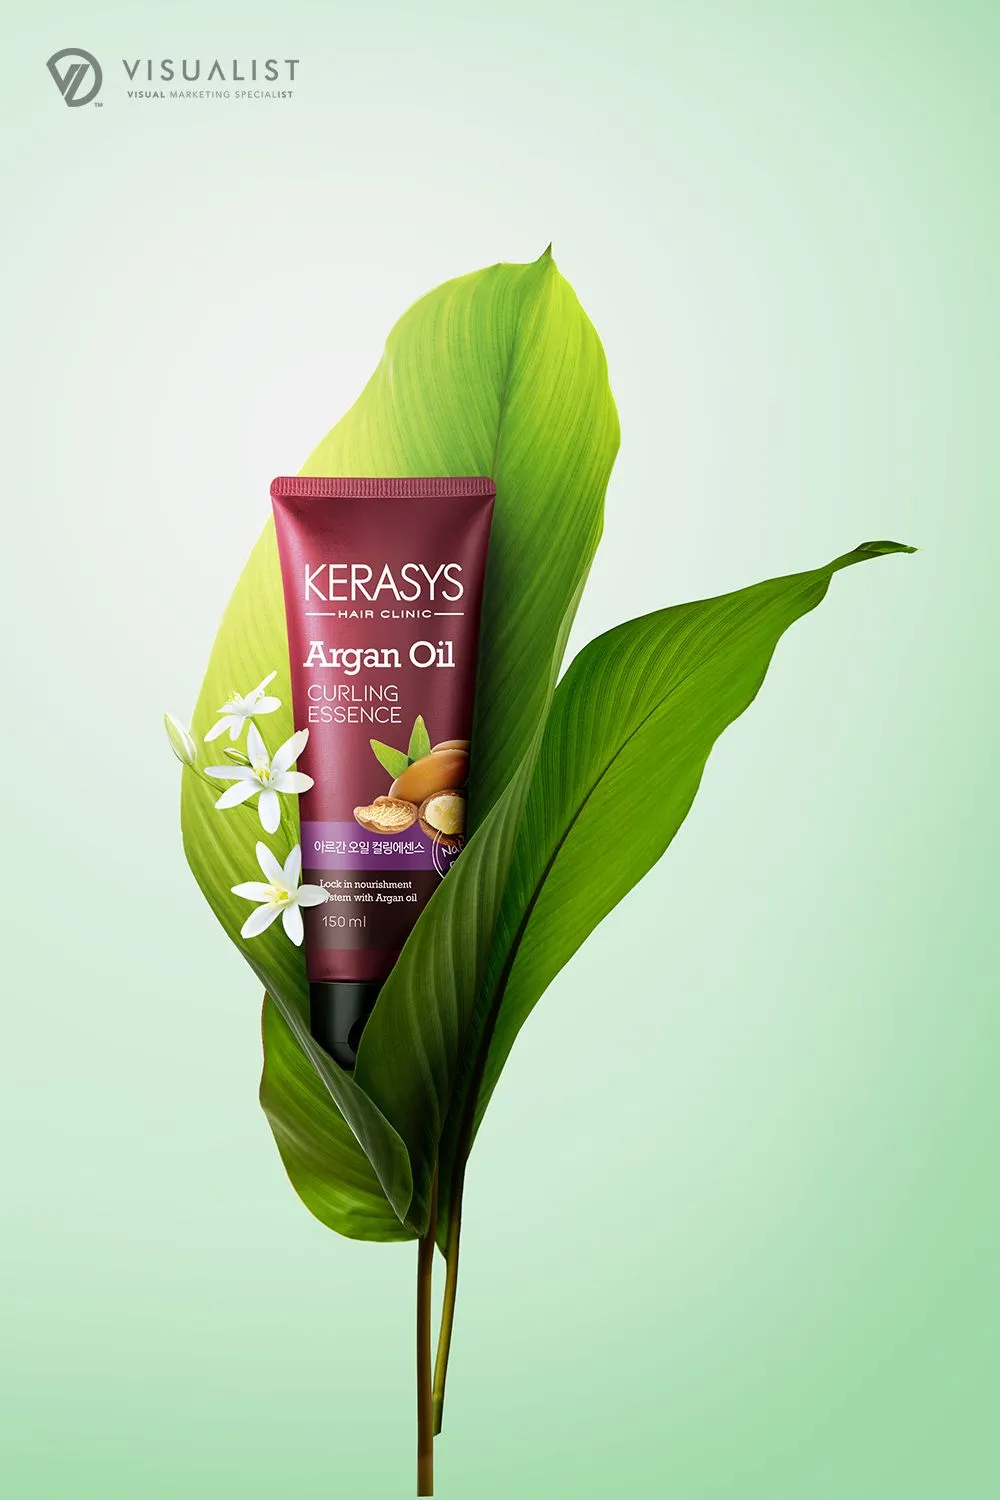 VISUALIST
VISUAL MARKETING SPECIALIST
TM
KERASYS
HAIR CLINIC
Argan Oil
CURLING
ESSENCE
아르간 오일 컬링에센스
Lock in nourishment
system with Argan oil
150 ml